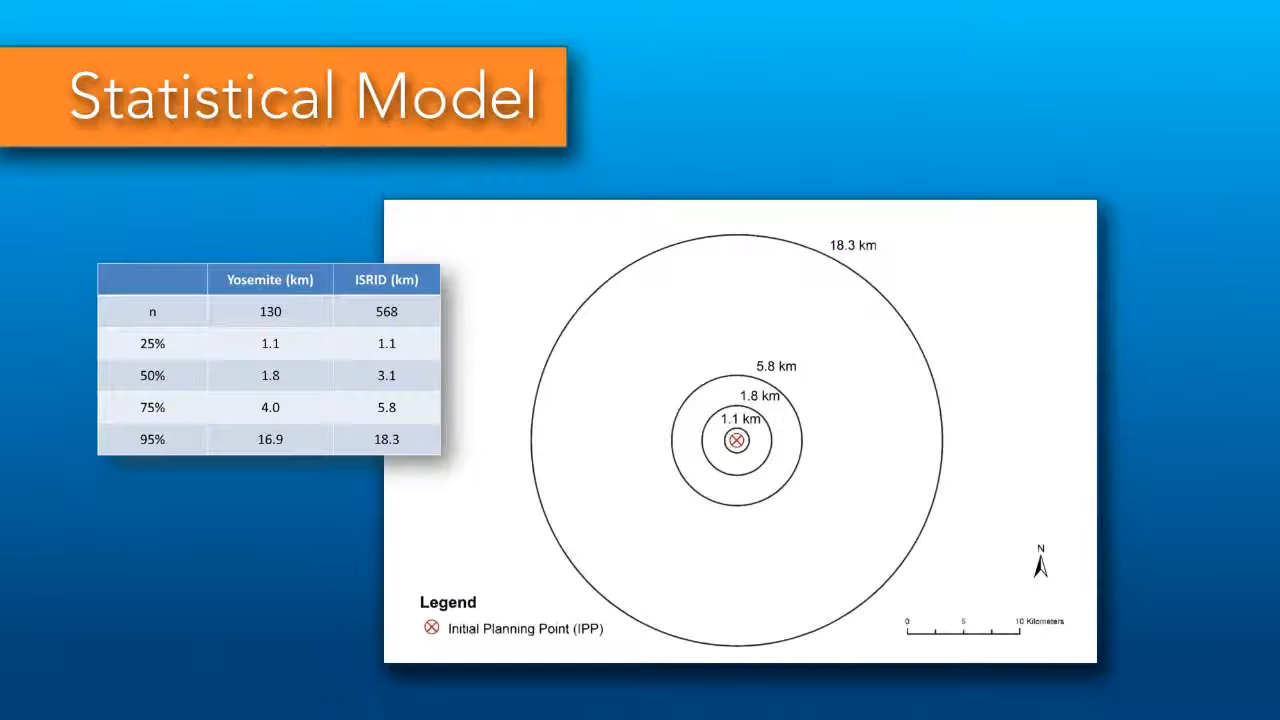 Statistical Model
Yosemite (km) ISRID (km)
n 130 568
25% 1.1 1.1
50% 1.8 3.1
75% 4.0 5.8
95% 16.9 18.3
18.3 km
5.8 km
1.8 km
1.1 km
N
Legend
Initial Planning Point (IPP)
0 5 10 Kilometers